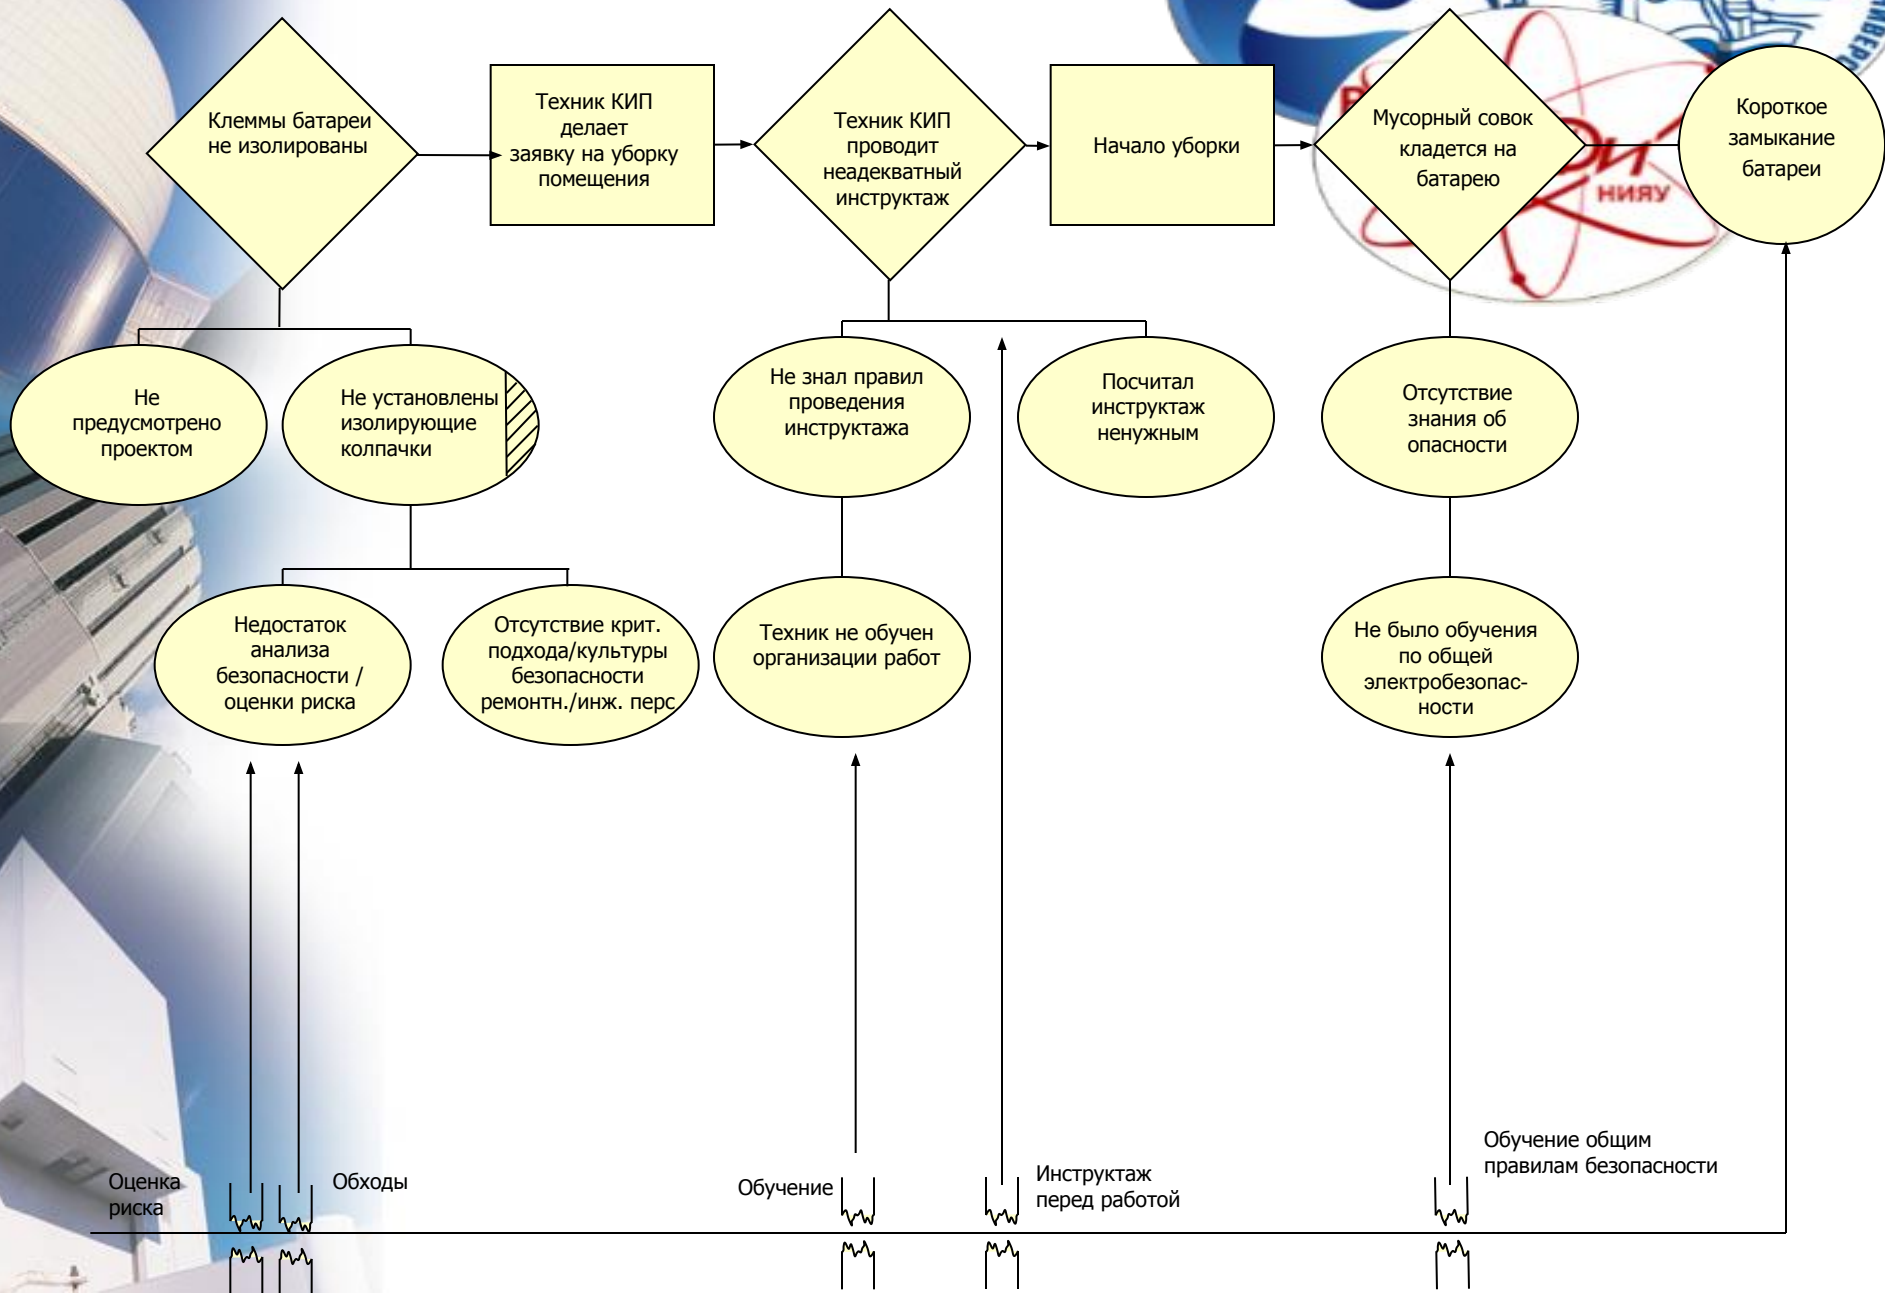 Клеммы батареи
не изолированы
Техник КИП
делает
заявку на уборку
помещения
Техник КИП
проводит
неадекватный
инструктаж
Начало уборки
Мусорный совок
кладется на
батарею
Короткое
замыкание
батареи
НИЯУ
Не
предусмотрено
проектом
Не установлены
изолирующие
колпачки
Не знал правил
проведения
инструктажа
Посчитал
инструктаж
ненужным
Отсутствие
знания об
опасности
Недостаток
анализа
безопасности /
оценки риска
Отсутствие крит.
подхода/культуры
безопасности
ремонтн./инж. перс
Техник не обучен
организации работ
Не было обучения
по общей
электробезопас-
ности
Оценка
риска
Обходы
Обучение
Инструктаж
перед работой
Обучение общим
правилам безопасности